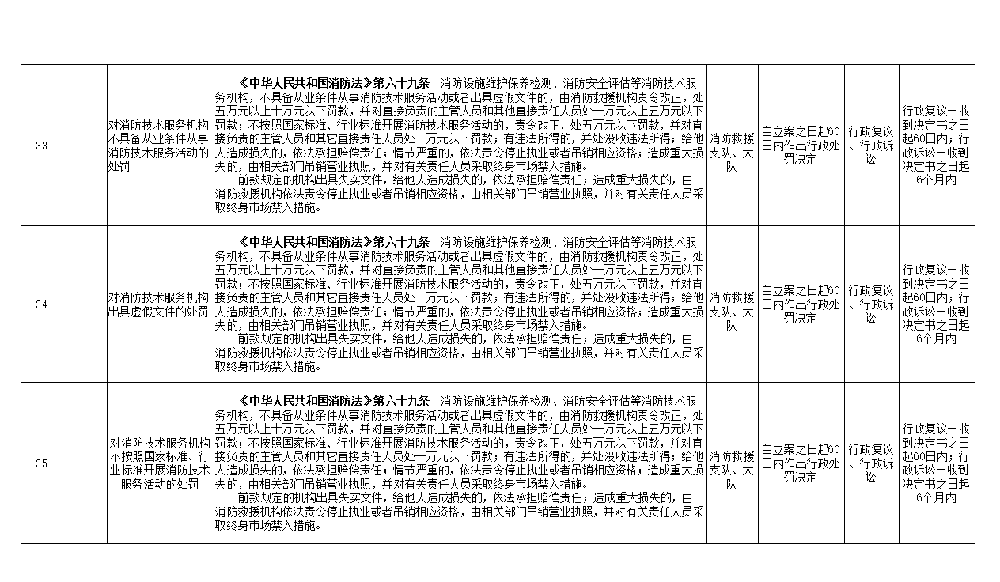 33
对消防技术服务机构
不具备从业条件从事
消防技术服务活动的
处罚
《中华人民共和国消防法》第六十九条　消防设施维护保养检测、消防安全评估等消防技术服
务机构，不具备从业条件从事消防技术服务活动或者出具虚假文件的，由消防救援机构责令改正，处
五万元以上十万元以下罚款，并对直接负责的主管人员和其他直接责任人员处一万元以上五万元以下
罚款；不按照国家标准、行业标准开展消防技术服务活动的，责令改正，处五万元以下罚款，并对直
接负责的主管人员和其它直接责任人员处一万元以下罚款；有违法所得的，并处没收违法所得；给他
人造成损失的，依法承担赔偿责任；情节严重的，依法责令停止执业或者吊销相应资格；造成重大损
失的，由相关部门吊销营业执照，并对有关责任人员采取终身市场禁入措施。
前款规定的机构出具失实文件，给他人造成损失的，依法承担赔偿责任；造成重大损失的，由
消防救援机构依法责令停止执业或者吊销相应资格，由相关部门吊销营业执照，并对有关责任人员采
取终身市场禁入措施。
消防救援
支队、大
队
自立案之日起60
日内作出行政处
罚决定
行政复议
、行政诉
讼
行政复议一收
到决定书之日
起60日内；行
政诉讼一收到
决定书之日起
6个月内
34
对消防技术服务机构
出具虚假文件的处罚
《中华人民共和国消防法》第六十九条　消防设施维护保养检测、消防安全评估等消防技术服
务机构，不具备从业条件从事消防技术服务活动或者出具虚假文件的，由消防救援机构责令改正，处
五万元以上十万元以下罚款，并对直接负责的主管人员和其他直接责任人员处一万元以上五万元以下
罚款；不按照国家标准、行业标准开展消防技术服务活动的，责令改正，处五万元以下罚款，并对直
接负责的主管人员和其它直接责任人员处一万元以下罚款；有违法所得的，并处没收违法所得；给他
人造成损失的，依法承担赔偿责任；情节严重的，依法责令停止执业或者吊销相应资格；造成重大损
失的，由相关部门吊销营业执照，并对有关责任人员采取终身市场禁入措施。
前款规定的机构出具失实文件，给他人造成损失的，依法承担赔偿责任；造成重大损失的，由
消防救援机构依法责令停止执业或者吊销相应资格，由相关部门吊销营业执照，并对有关责任人员采
取终身市场禁入措施。
消防救援
支队、大
队
自立案之日起60
日内作出行政处
罚决定
行政复议
、行政诉
讼
行政复议一收
到决定书之日
起60日内；行
政诉讼一收到
决定书之日起
6个月内
35
对消防技术服务机构
不按照国家标准、行
业标准开展消防技术
服务活动的处罚
《中华人民共和国消防法》第六十九条　消防设施维护保养检测、消防安全评估等消防技术服
务机构，不具备从业条件从事消防技术服务活动或者出具虚假文件的，由消防救援机构责令改正，处
五万元以上十万元以下罚款，并对直接负责的主管人员和其他直接责任人员处一万元以上五万元以下
罚款；不按照国家标准、行业标准开展消防技术服务活动的，责令改正，处五万元以下罚款，并对直
接负责的主管人员和其它直接责任人员处一万元以下罚款；有违法所得的，并处没收违法所得；给他
人造成损失的，依法承担赔偿责任；情节严重的，依法责令停止执业或者吊销相应资格；造成重大损
失的，由相关部门吊销营业执照，并对有关责任人员采取终身市场禁入措施。
前款规定的机构出具失实文件，给他人造成损失的，依法承担赔偿责任；造成重大损失的，由
消防救援机构依法责令停止执业或者吊销相应资格，由相关部门吊销营业执照，并对有关责任人员采
取终身市场禁入措施。
消防救援
支队、大
队
自立案之日起60
日内作出行政处
罚决定
行政复议
、行政诉
讼
行政复议一收
到决定书之日
起60日内；行
政诉讼一收到
决定书之日起
6个月内